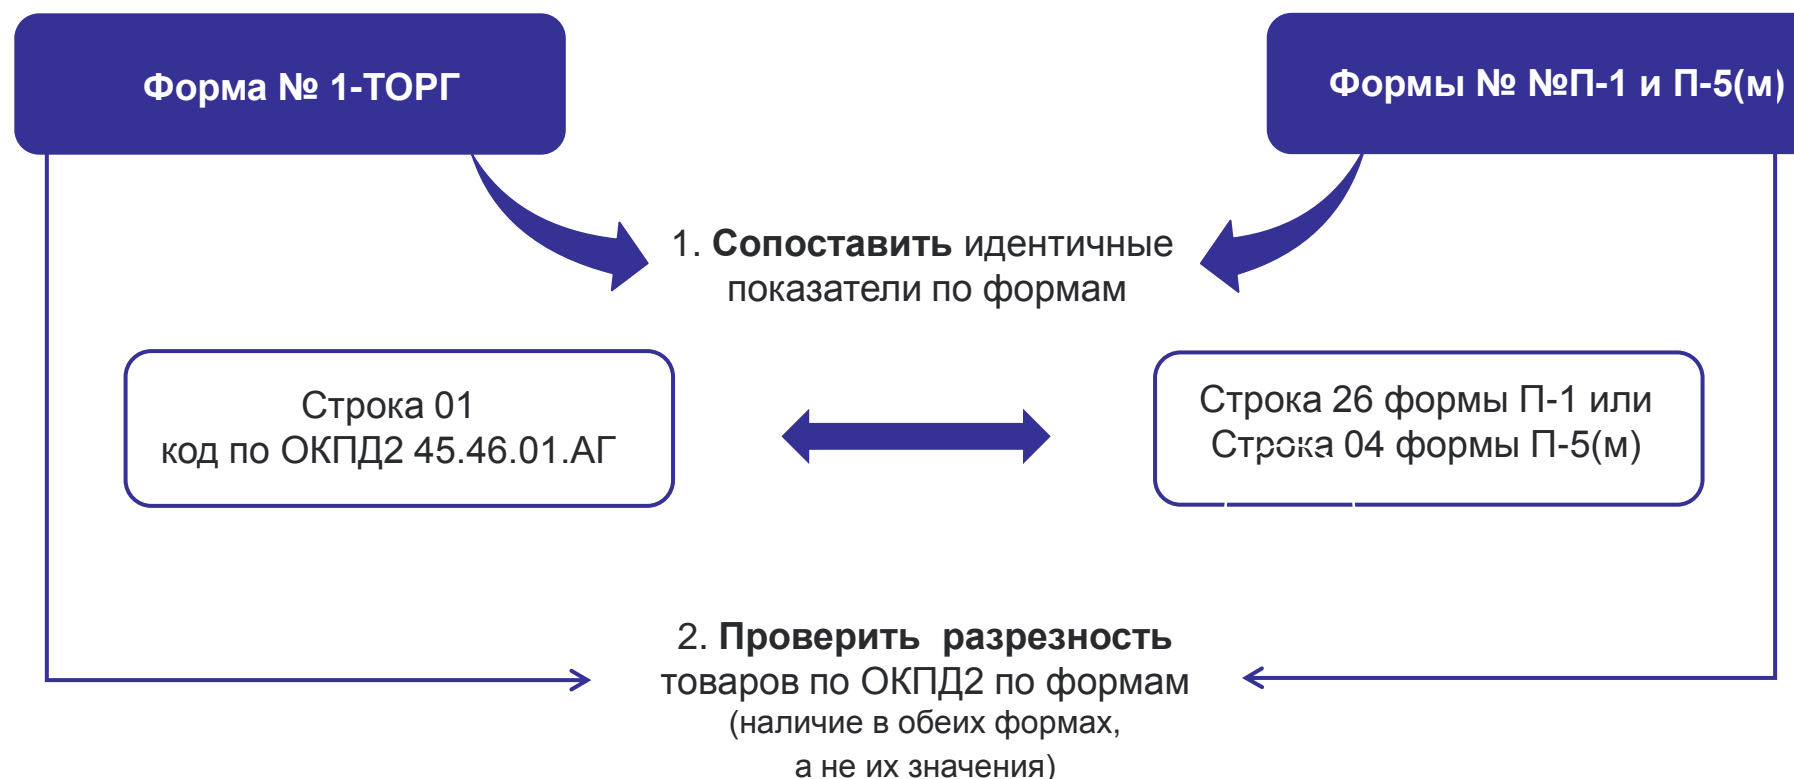 Форма № 1-ТОРГ
Формы № №П-1 и П-5(м)
1. Сопоставить идентичные
показатели по формам
Строка 01
код по ОКПД2 45.46.01.АГ
Строка 26 формы П-1 или
Строка 04 формы П-5(м)
2. Проверить разрезность
товаров по ОКПД2 по формам
(наличие в обеих формах,
а не их значения)